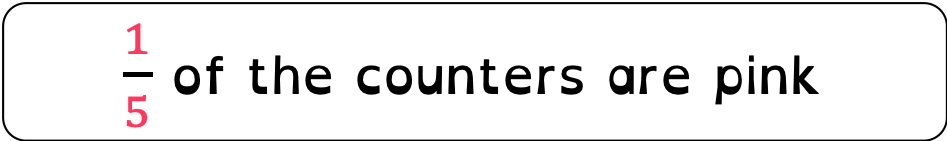 1/5 of the counters are pink